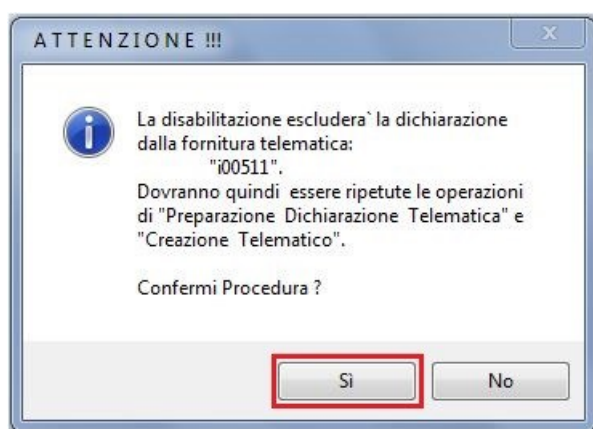 ATTENZIONE !!!
La disabilitazione escludera` la dichiarazione
dalla fornitura telematica:
"i00511".
Dovranno quindi essere ripetute le operazioni
di "Preparazione Dichiarazione Telematica" e
"Creazione Telematico".
Confermi Procedura ?
Sì
No